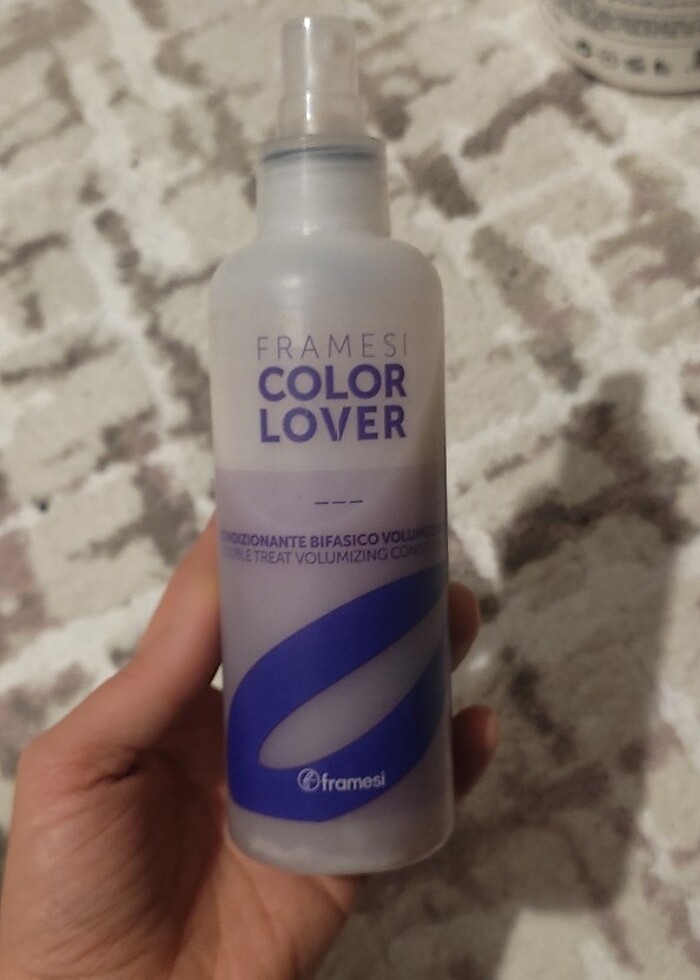 FRAMESI
COLOR
LOVER
BIFASICO
TREAT VOLUMIZING
framesi